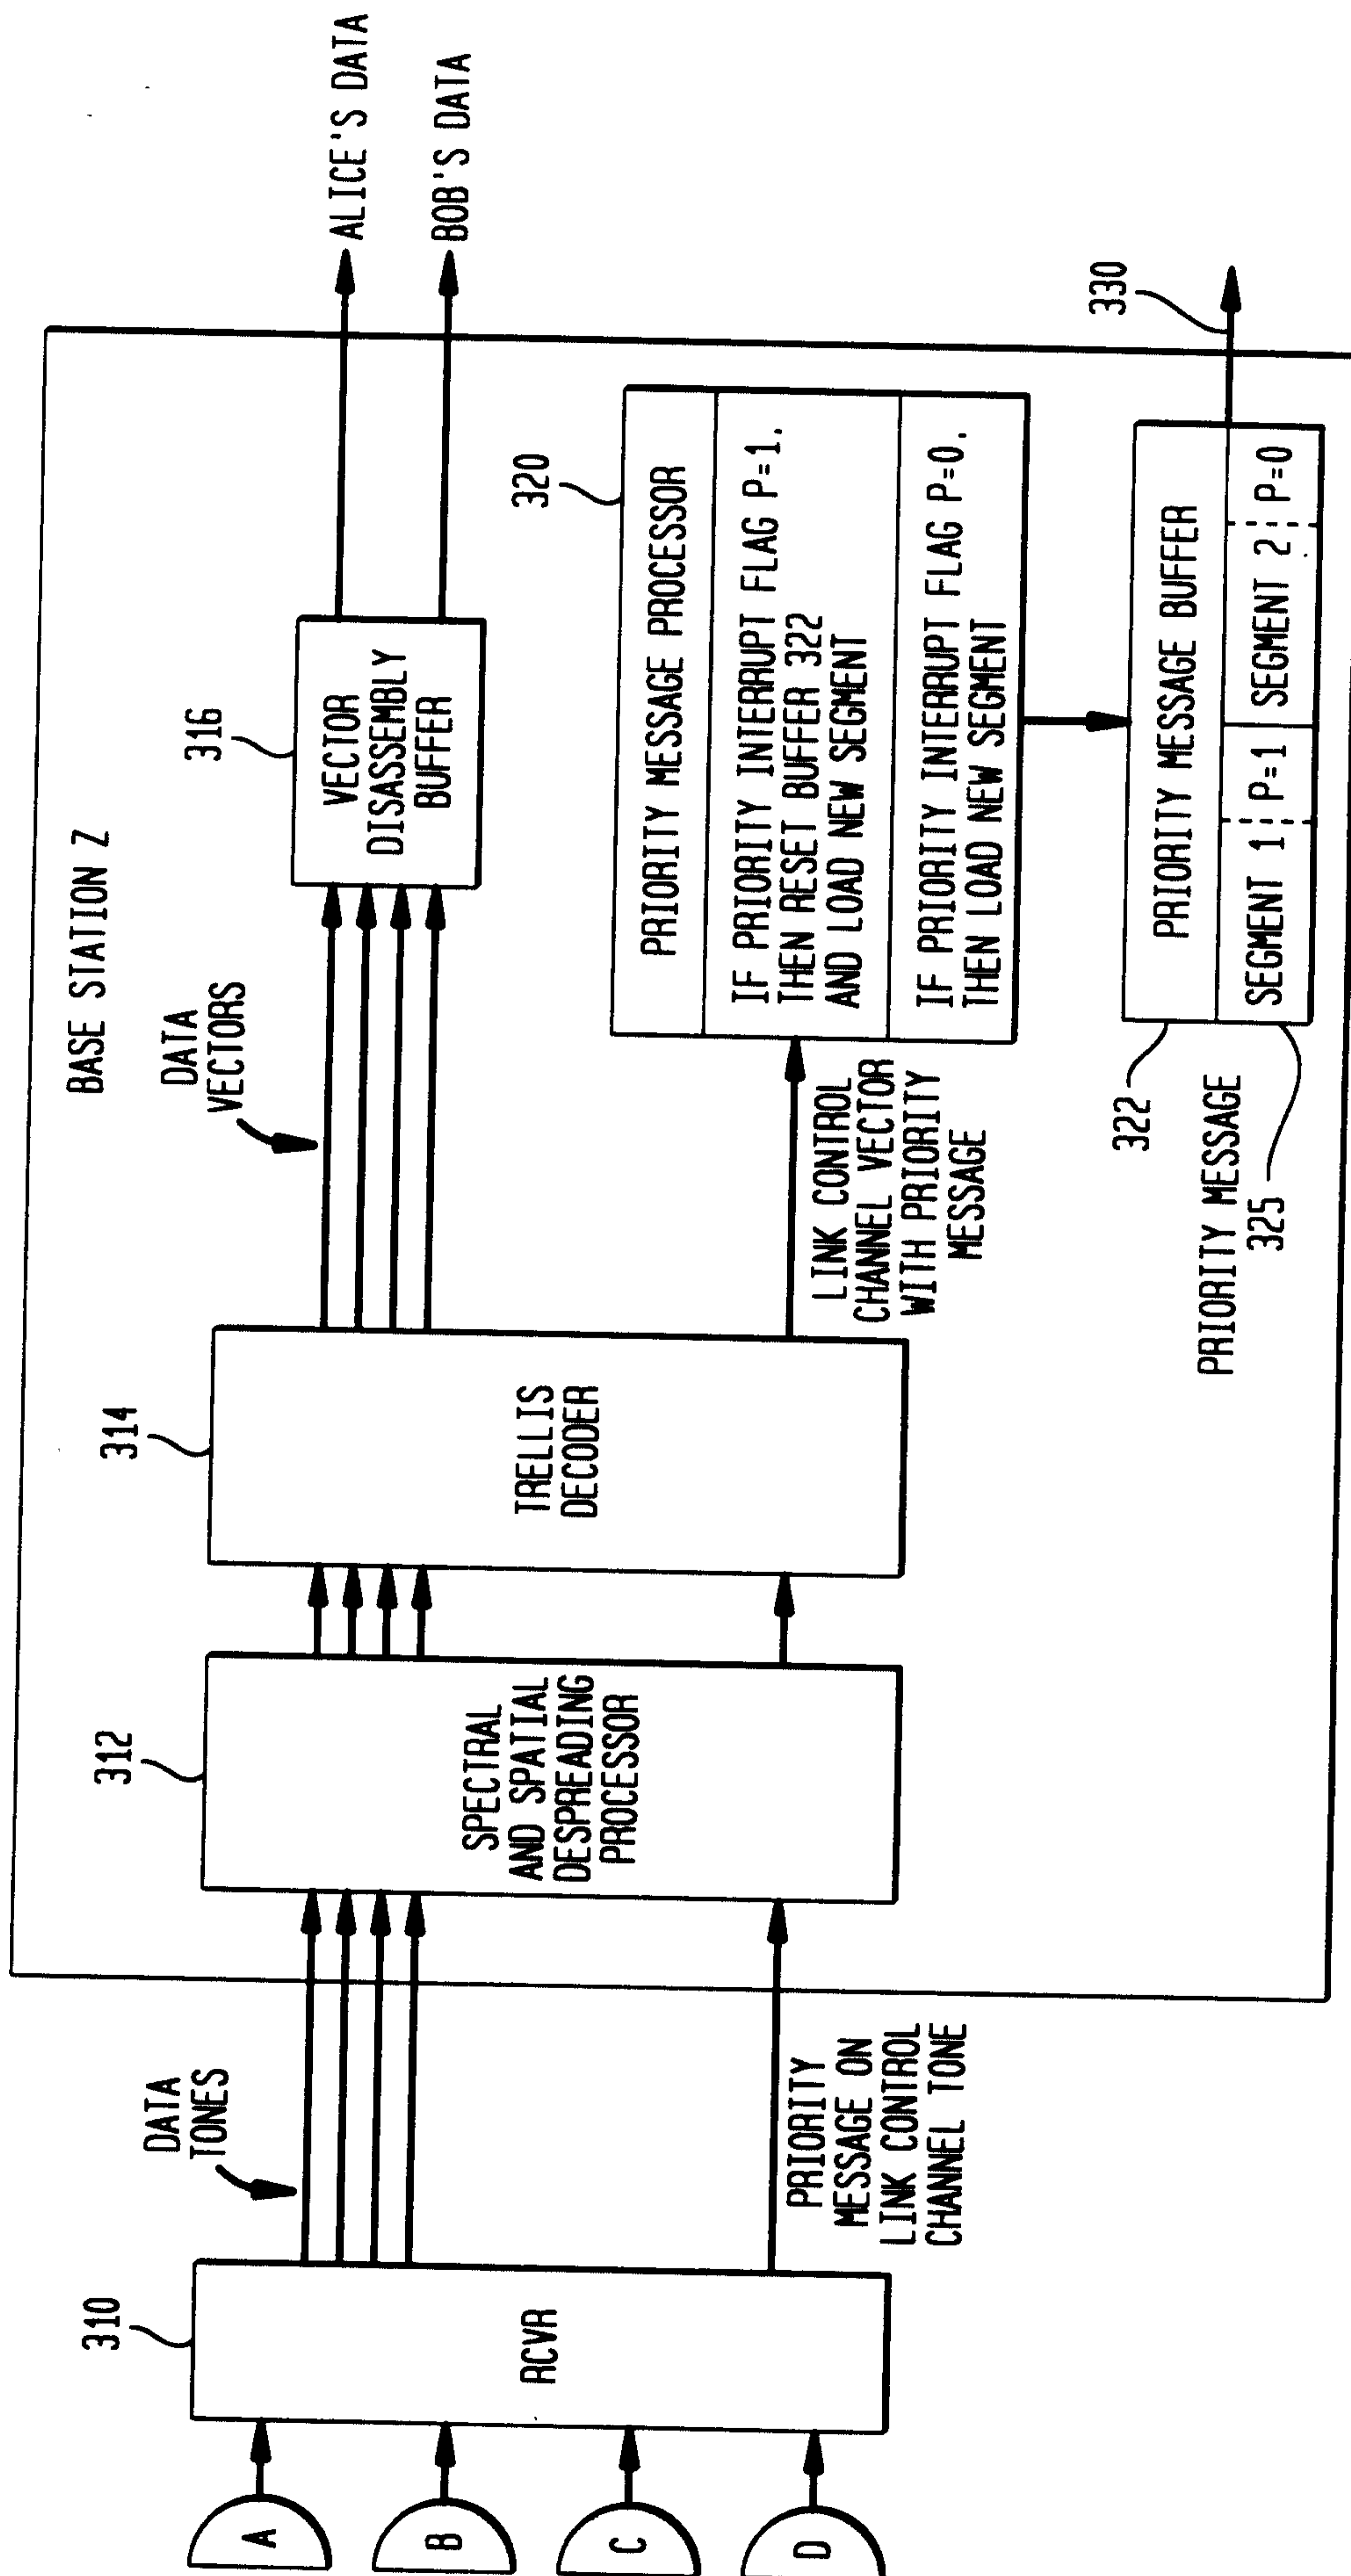 BASE STATION Z
A
B
C
D
310
RCVR
DATA
TONES
PRIORITY
MESSAGE ON
LINK CONTROL
CHANNEL TONE
312
SPECTRAL
AND SPATIAL
DESPREADING
PROCESSOR
314
TRELLIS
DECODER
DATA
VECTORS
LINK CONTROL
CHANNEL VECTOR
WITH PRIORITY
MESSAGE
316
VECTOR
DISASSEMBLY
BUFFER
ALICE'S DATA
BOB'S DATA
320
PRIORITY MESSAGE PROCESSOR
IF PRIORITY INTERRUPT FLAG P=1,
THEN RESET BUFFER 322
AND LOAD NEW SEGMENT
IF PRIORITY INTERRUPT FLAG P=0,
THEN LOAD NEW SEGMENT
322
PRIORITY MESSAGE BUFFER
SEGMENT 1 P=1 SEGMENT 2 P=0
PRIORITY MESSAGE
325
330